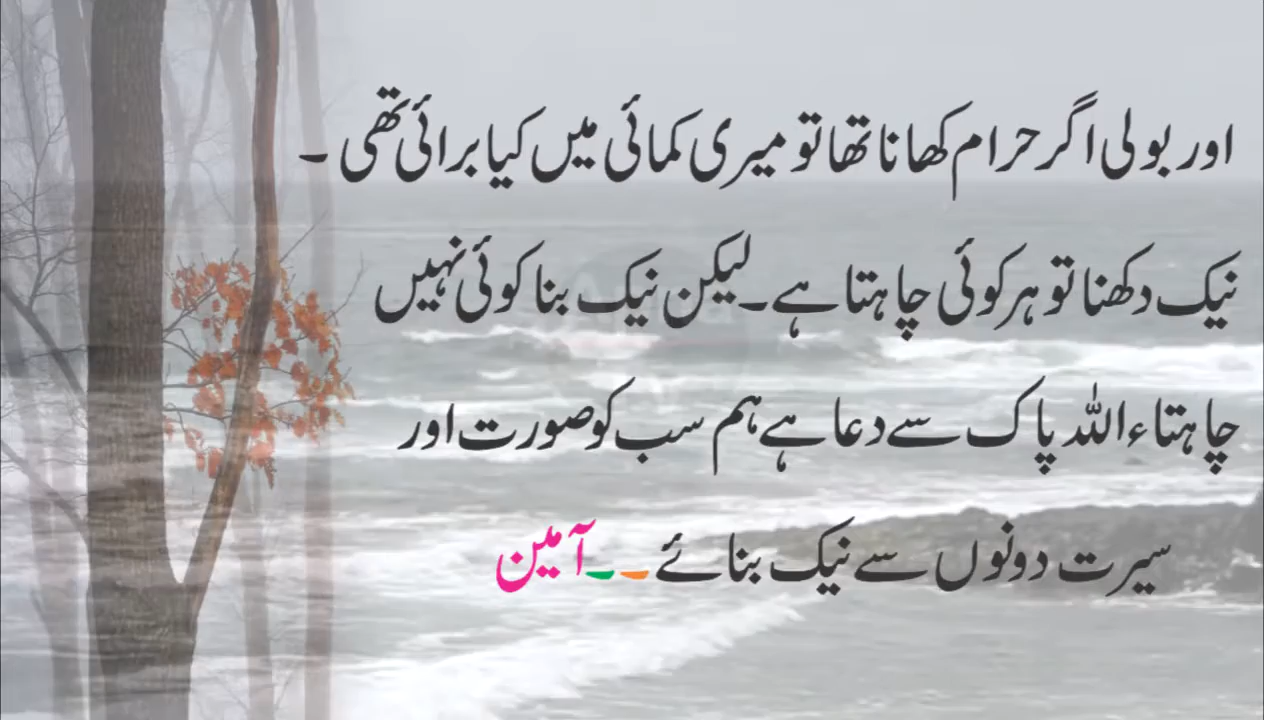 اور بولی اگر حرام کھانا تھا تو میری کمائی میں کیا برائی تھی ۔
نیک دکھنا تو ہر کوئی چاہتا ہے۔ لیکن نیک بننا کوئی نہیں
چاہتا ء اللہ پاک سے دعا ہے ہم سب کو صورت اور
سیرت دونوں سے نیک بنائے ۔۔آمین